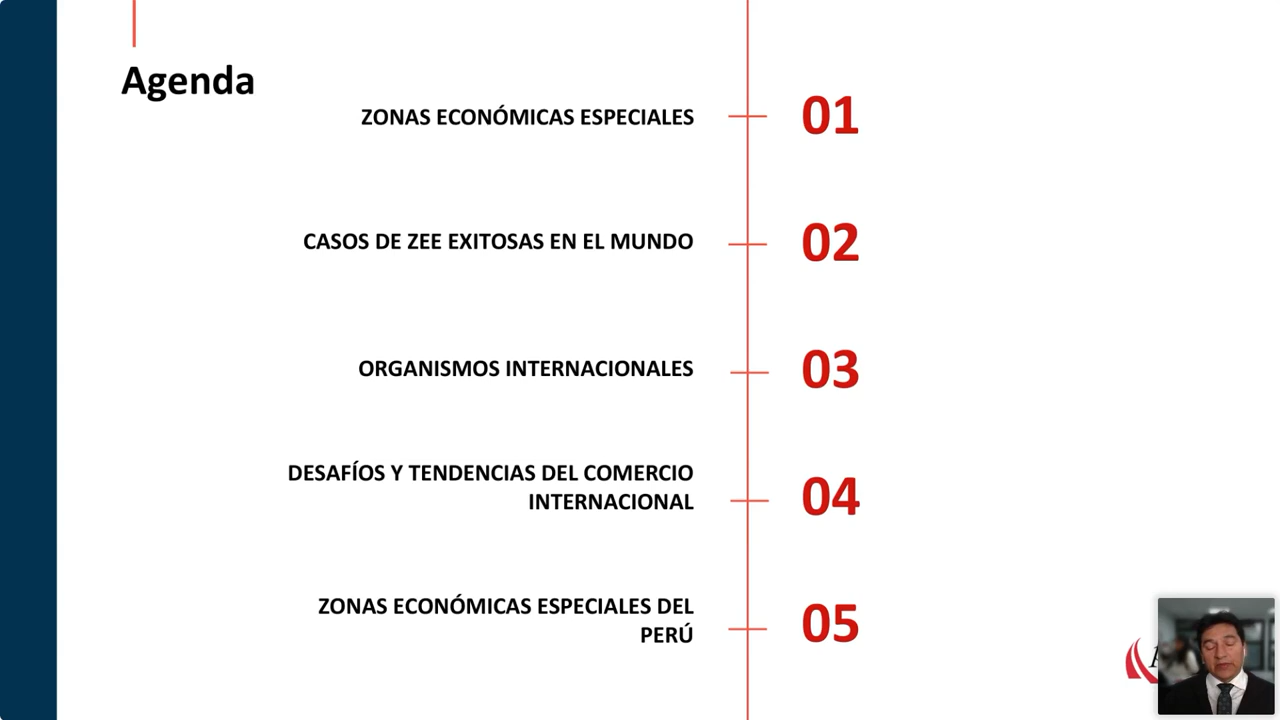 Agenda
ZONAS ECONÓMICAS ESPECIALES
01
CASOS DE ZEE EXITOSAS EN EL MUNDO
02
ORGANISMOS INTERNACIONALES
03
DESAFÍOS Y TENDENCIAS DEL COMERCIO
INTERNACIONAL
04
ZONAS ECONÓMICAS ESPECIALES DEL
PERÚ
05